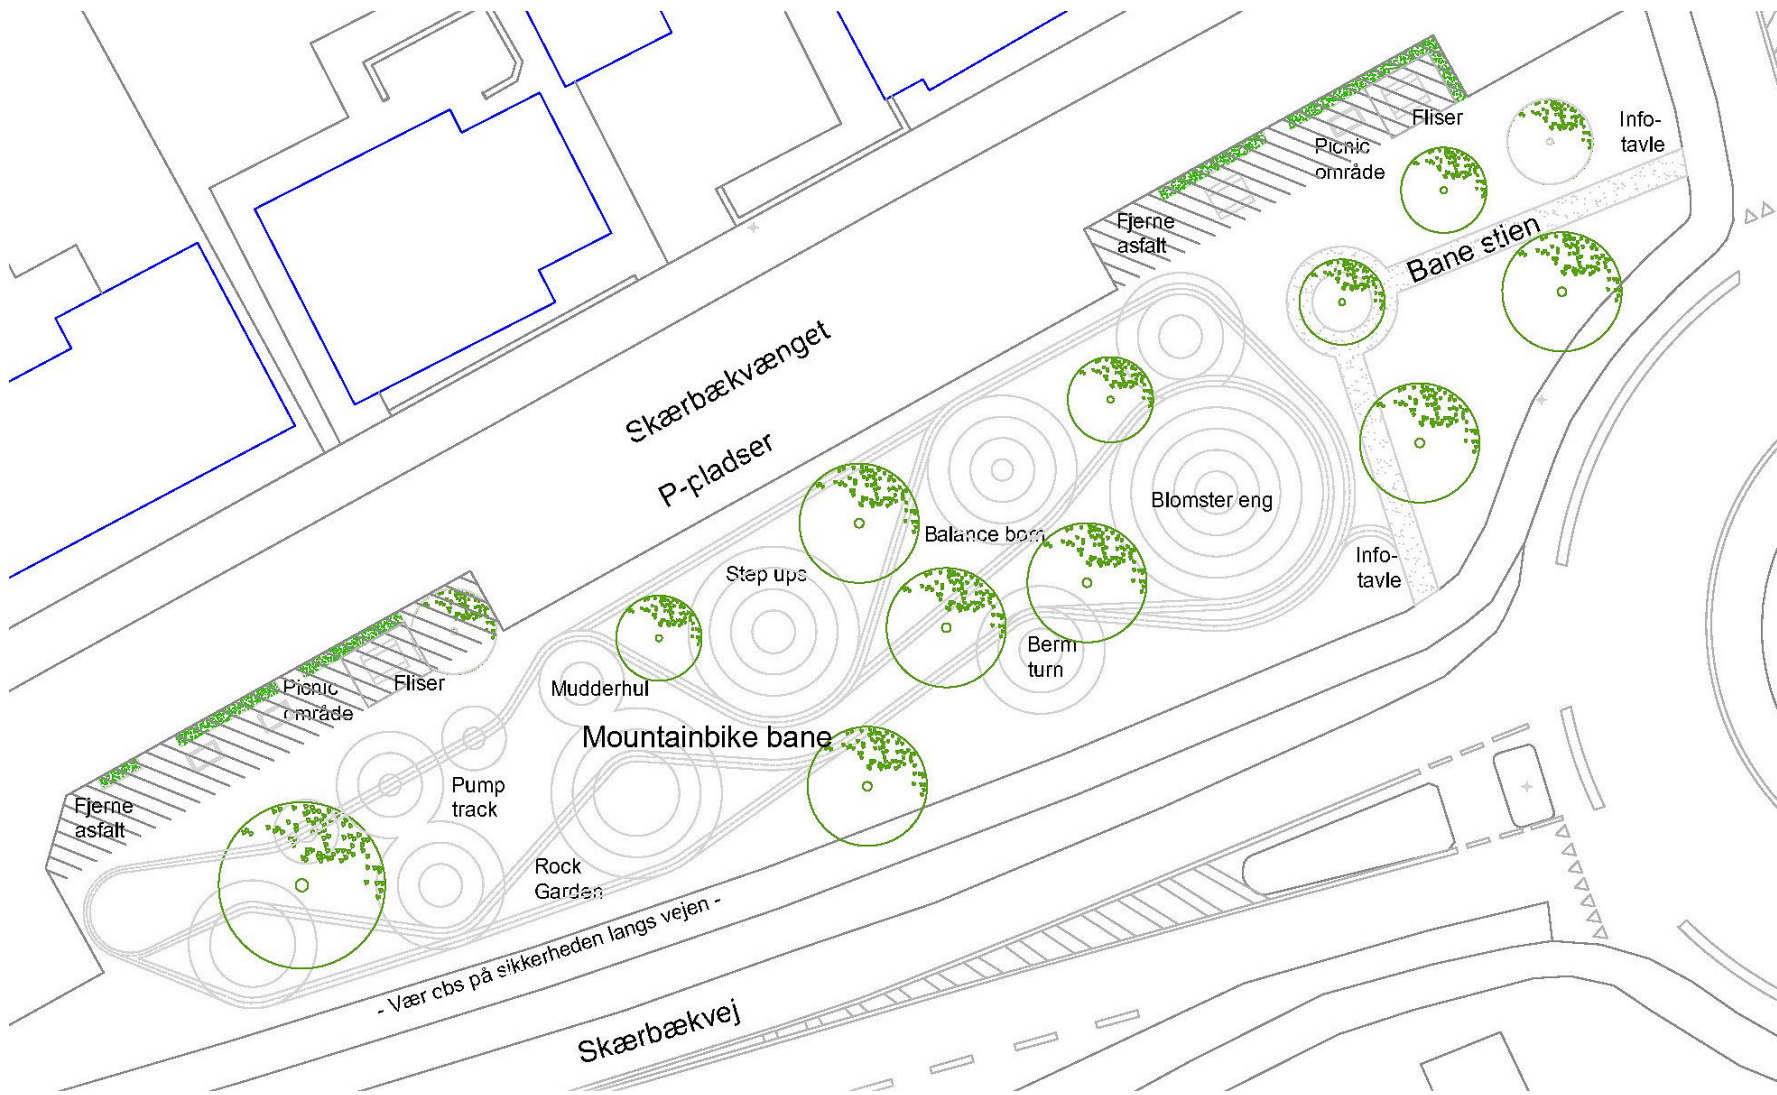 Info-
tavle
Fliser
Picnic
område
Fjerne
asfalt
Bane stien
Skærbækvænget
P-pladser
Blomster eng
Balance bom
Info-
tavle
Step ups
Berm
turn
Mudderhul
Fliser
Picnic
område
Mountainbike bane
Pump
track
Fjerne
asfalt
Rock
Garden
- Vær obs på sikkerheden langs vejen -
Skærbækvej